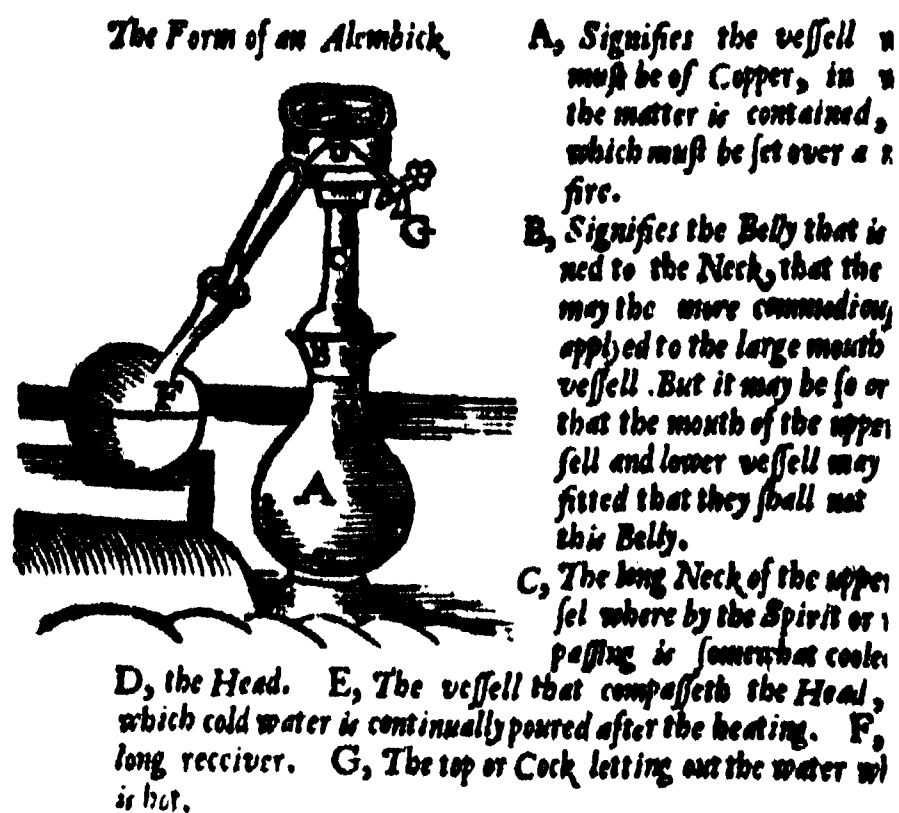 The Form of an Alembick
A, Signifies the vessell
must be of Copper, in
the matter is contained,
which must be set over a
fire.
B, Signifies the Belly that is
ned to the Neck, that the
may the more commodiously
applyed to the large mouth
vessell. But it may be so or
that the mouth of the upper
sell and lower vessell may
fitted that they shall not
this Belly.
C, The long Neck of the upper
sel where by the Spirit or
passing is somewhat cooled
D, the Head. E, The vessell that compasseth the Head,
which cold water is continually poured after the heating. F,
long receiver. G, The top or Cock letting out the water wh
is hot.
G
C
B
F
A